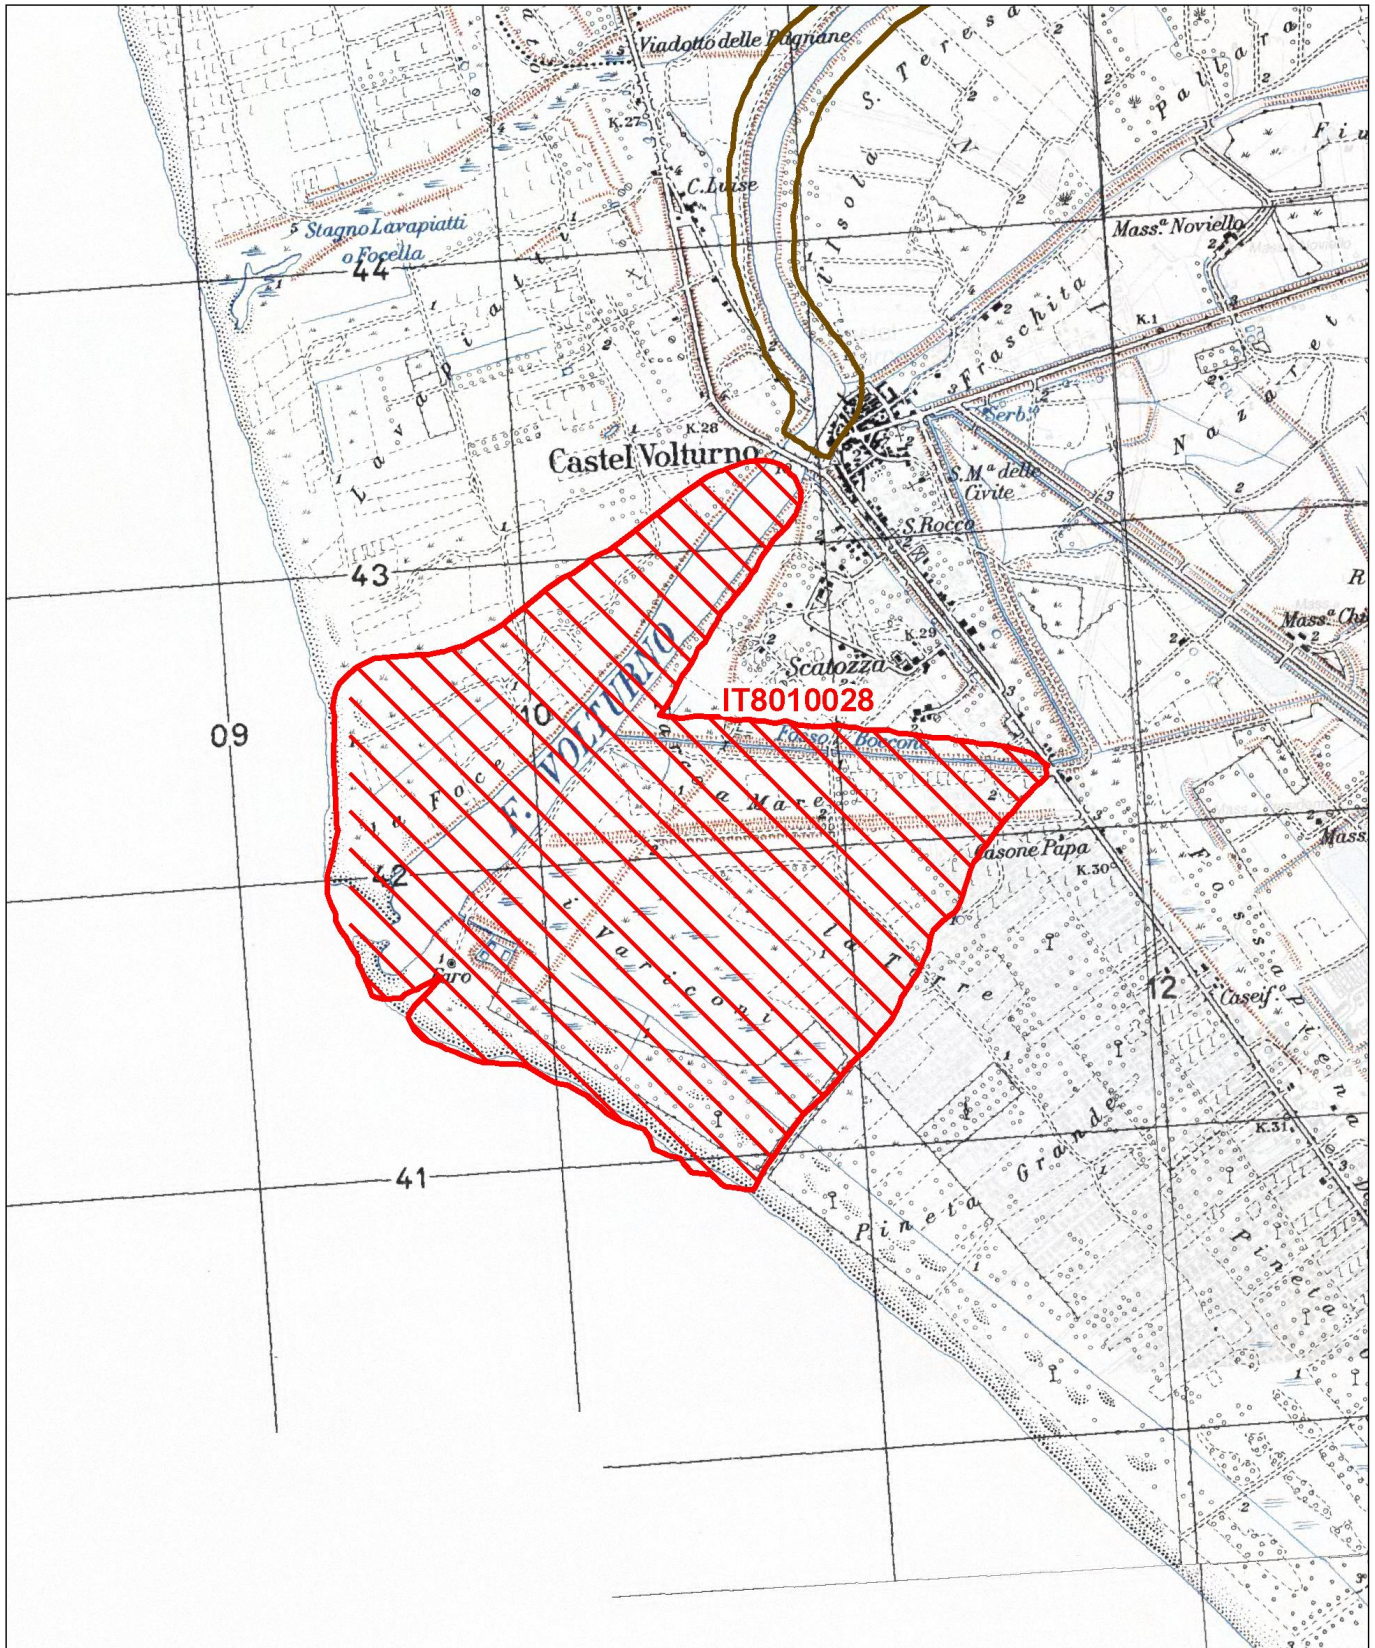 Viadotto delle Pagnane
S. Teresa
Pallara
K.27
Fiu
C. Luise
l'Isola
Stagno Lavapiatti
o Focella
44
Mass.ª Noviello
Fraschita
K.1
Lavapiatti
Nazaret
Serb.º
K.28
Castel Volturno
S. M.ª delle
Civite
S. Rocco
43
R
Mass.ª Chi
K.29
Scatozza
IT8010028
09
10
F. VOLTURNO
Fosso
Parco a Mare
la Foce
Casone Papa
Mass.
K.30
42
i Variconi
la Torre
Faro
12
Caseif.º
Fossa Piena
Pineta Grande
K.31
41
Pineta